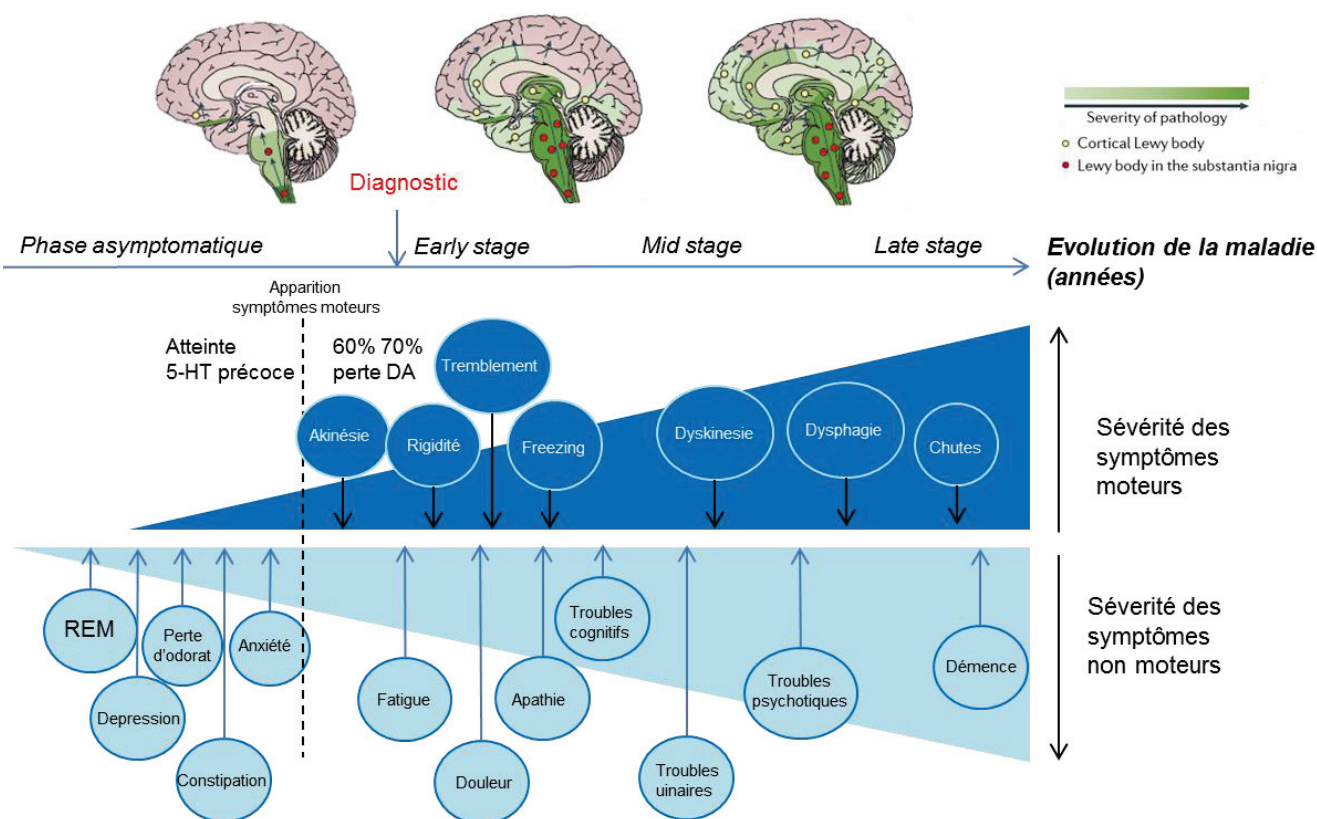 Severity of pathology
Cortical Lewy body
Lewy body in the substantia nigra
Diagnostic
Phase asymptomatique
Early stage
Mid stage
Late stage
Evolution de la maladie
(années)
Apparition
symptômes moteurs
Atteinte
5-HT précoce
60% 70%
perte DA
Tremblement
Akinésie
Rigidité
Freezing
Dyskinesie
Dysphagie
Chutes
Sévérité des
symptômes
moteurs
REM
Depression
Perte
d'odorat
Constipation
Anxiété
Fatigue
Douleur
Apathie
Troubles
cognitifs
Troubles
uinaires
Troubles
psychotiques
Démence
Séverité des
symptômes
non moteurs